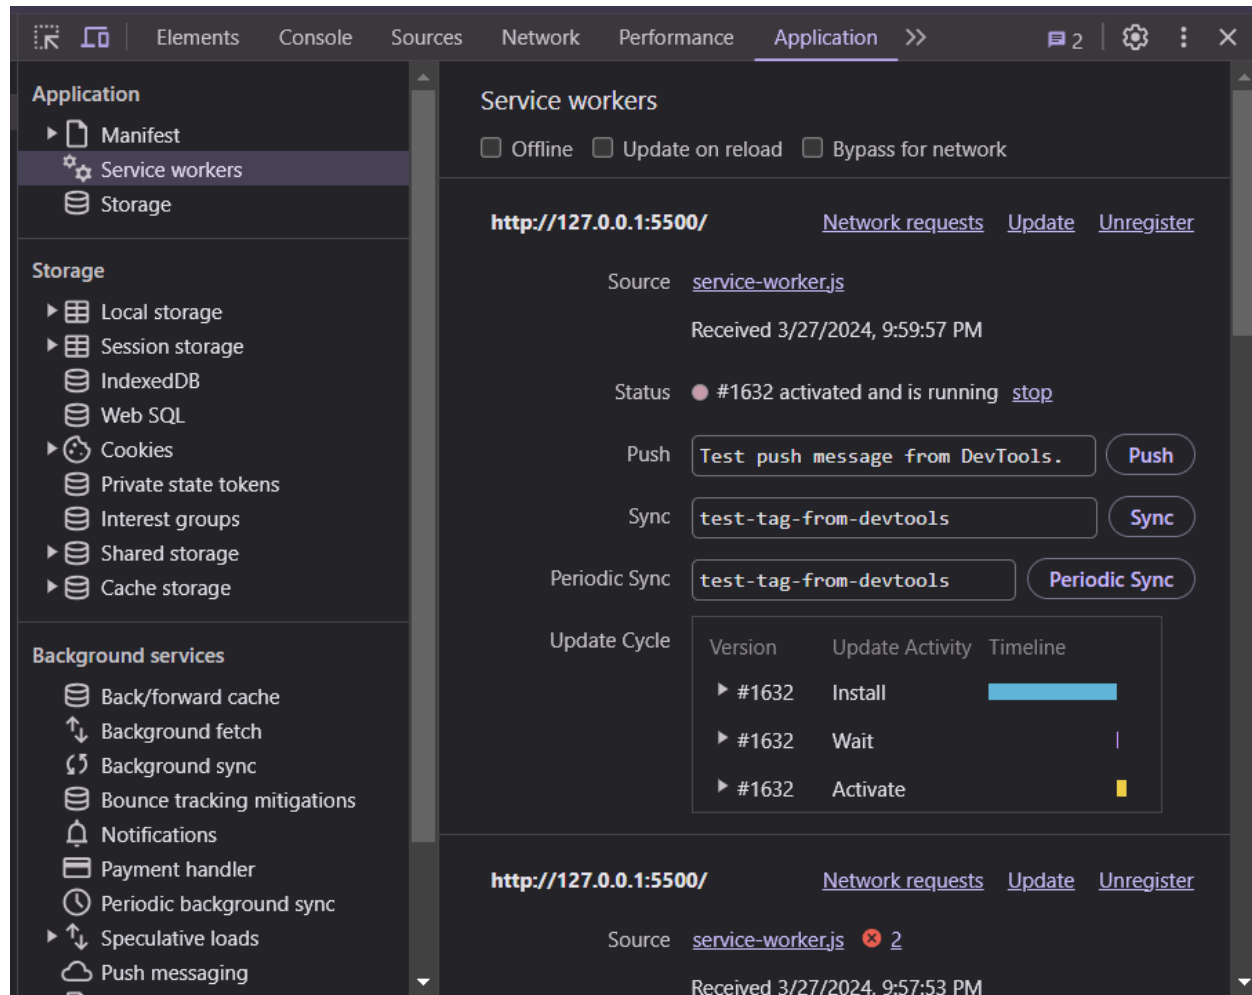 Elements Console Sources Network Performance Application 2
Application
Manifest
Service workers
Storage
Storage
Local storage
Session storage
IndexedDB
Web SQL
Cookies
Private state tokens
Interest groups
Shared storage
Cache storage
Background services
Back/forward cache
Background fetch
Background sync
Bounce tracking mitigations
Notifications
Payment handler
Periodic background sync
Speculative loads
Push messaging
Service workers
Offline Update on reload Bypass for network
http://127.0.0.1:5500/ Network requests Update Unregister
Source service-worker.js
Received 3/27/2024, 9:59:57 PM
Status #1632 activated and is running stop
Push Test push message from DevTools. Push
Sync test-tag-from-devtools Sync
Periodic Sync test-tag-from-devtools Periodic Sync
Update Cycle Version Update Activity Timeline
#1632 Install
#1632 Wait
#1632 Activate
http://127.0.0.1:5500/ Network requests Update Unregister
Source service-worker.js 2
Received 3/27/2024, 9:57:53 PM